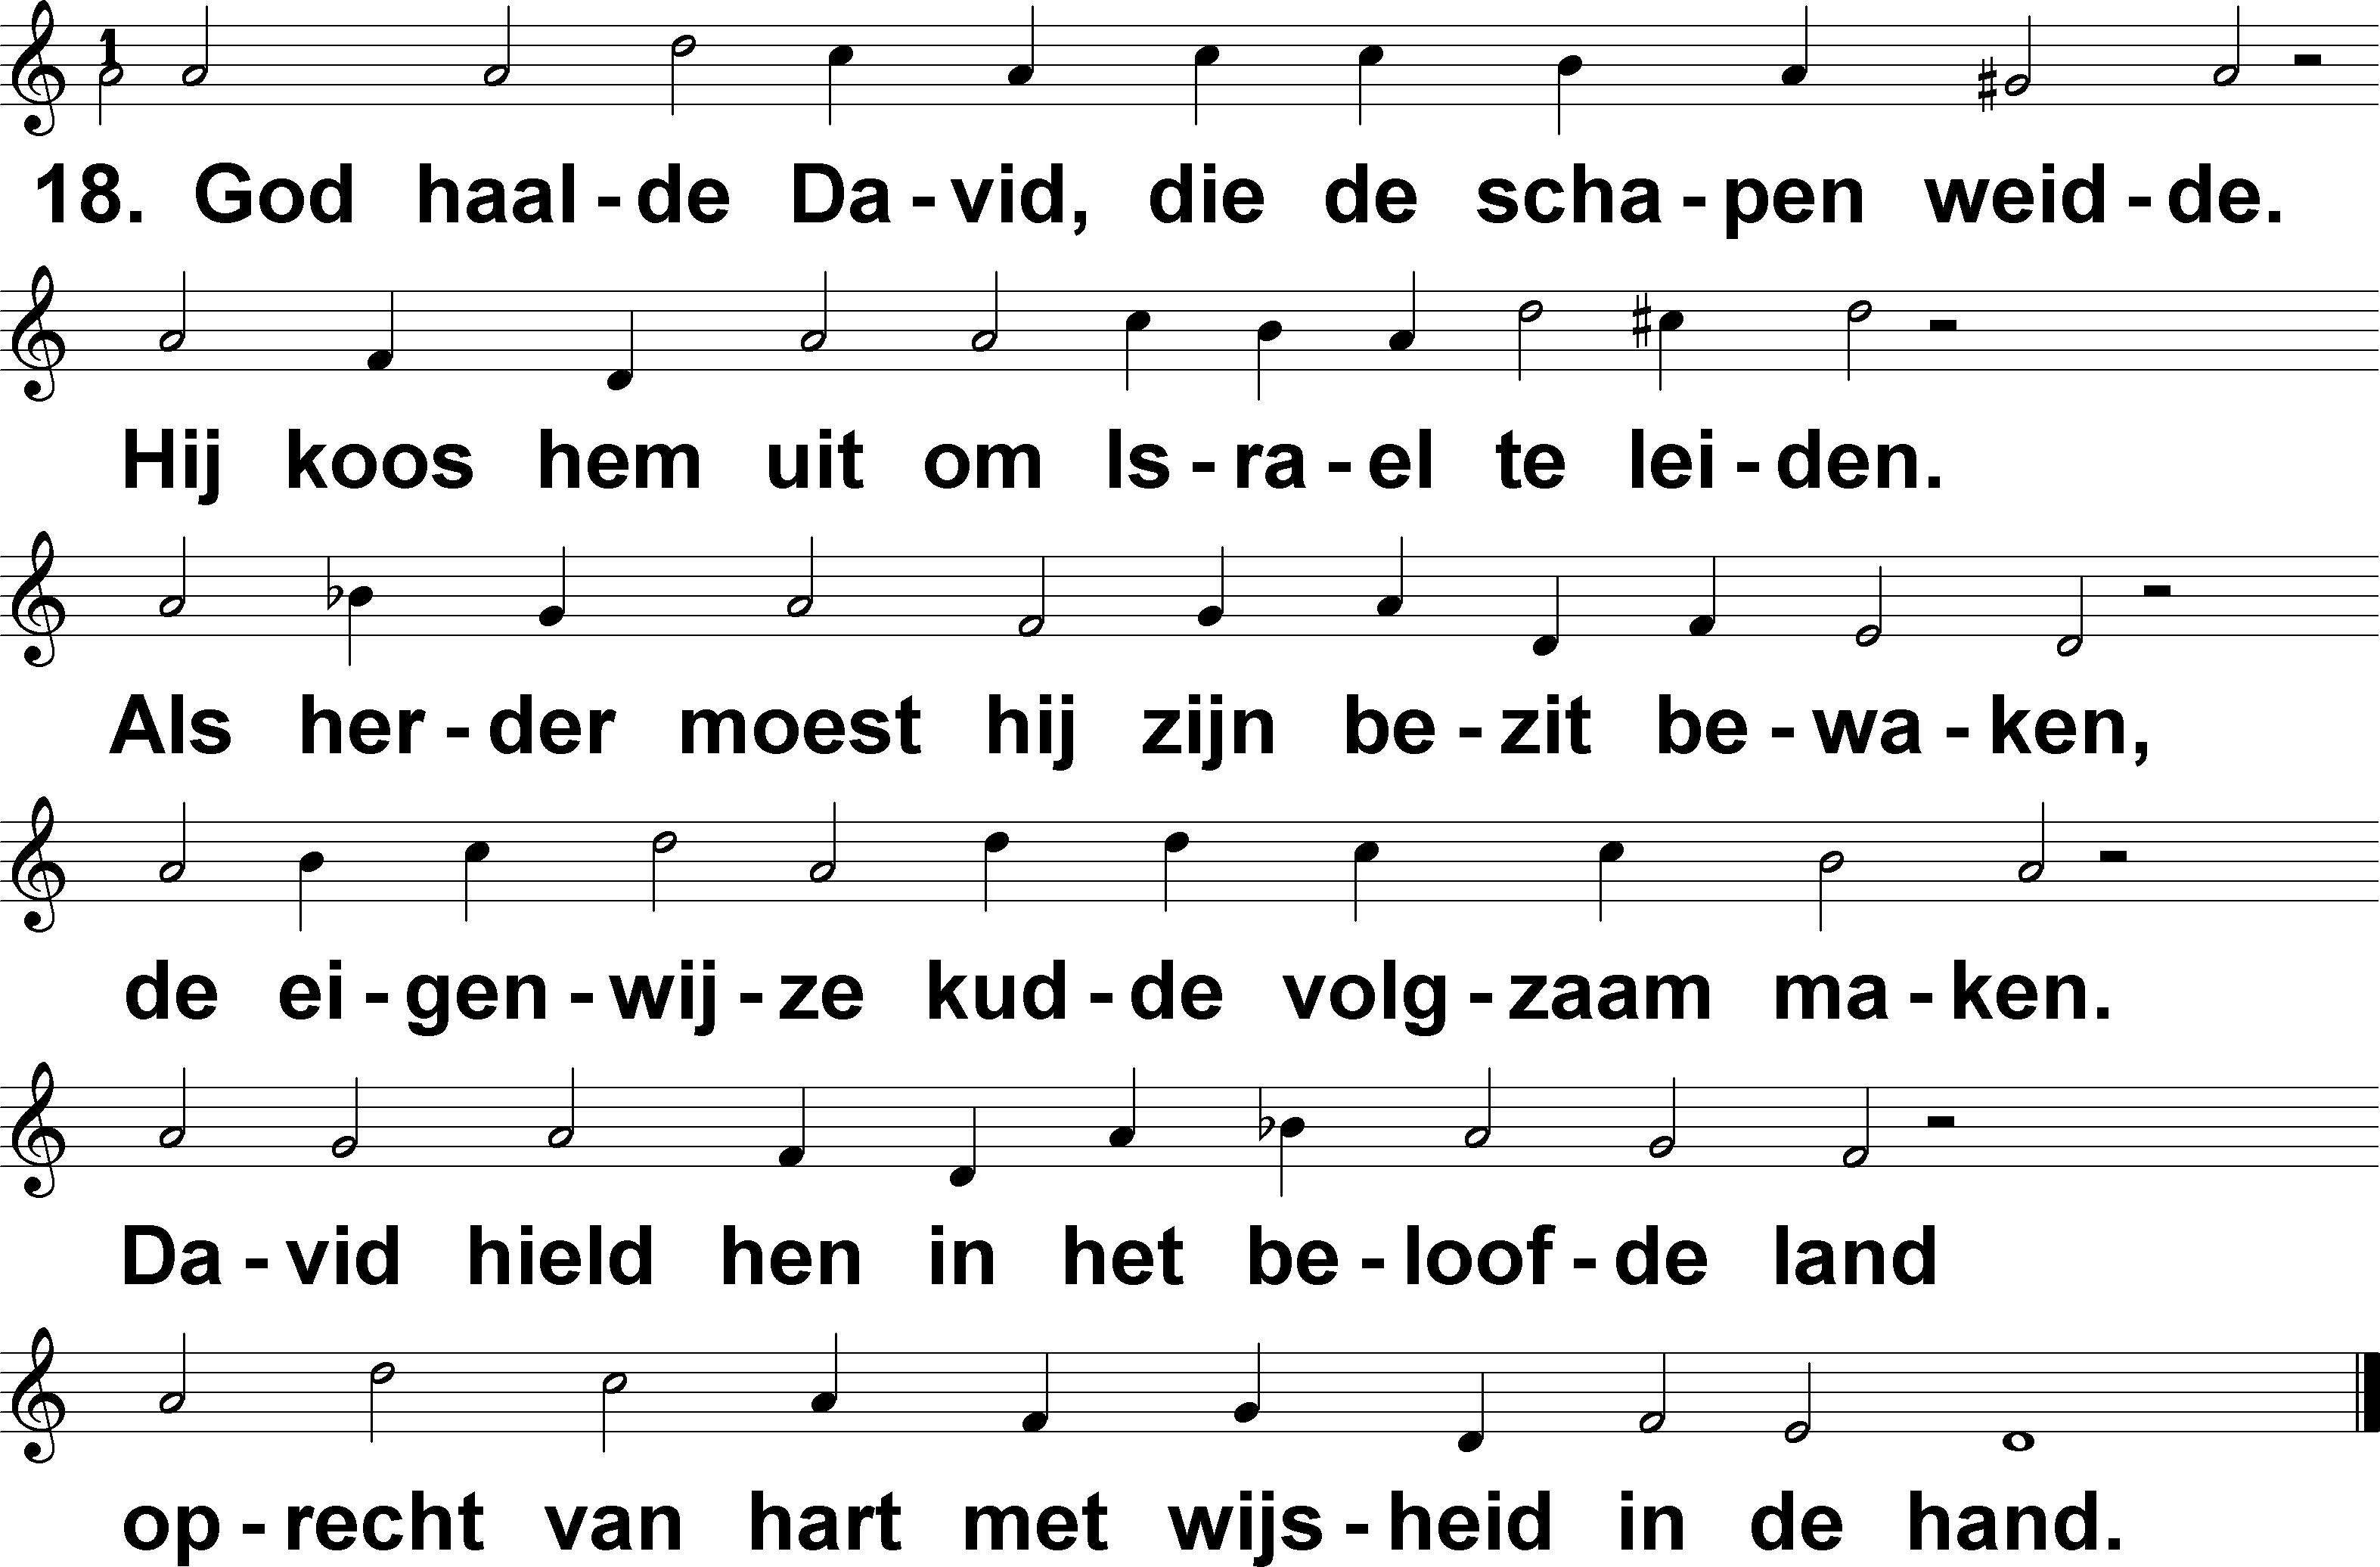 1
18. God haal - de Da - vid, die de scha - pen weid - de.
Hij koos hem uit om Is - ra - el te lei - den.
Als her - der moest hij zijn be - zit be - wa - ken,
de ei - gen - wij - ze kud - de volg - zaam ma - ken.
Da - vid hield hen in het be - loof - de land
op - recht van hart met wijs - heid in de hand.